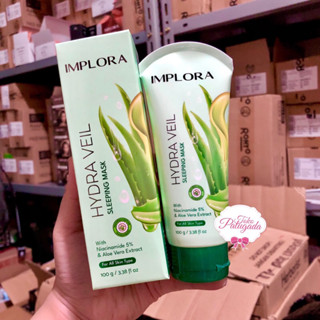 IMPLORA
HYDRA VEIL
SLEEPING MASK
With
Niacinamide 5%
& Aloe Vera Extract
For All Skin Type
100 g / 3.38 fl oz
IMPLORA
HYDRA VEIL
SLEEPING MASK
With
Niacinamide 5%
& Aloe Vera Extract
For All Skin Type
100 g / 3.38 fl oz
Toko
Palugada